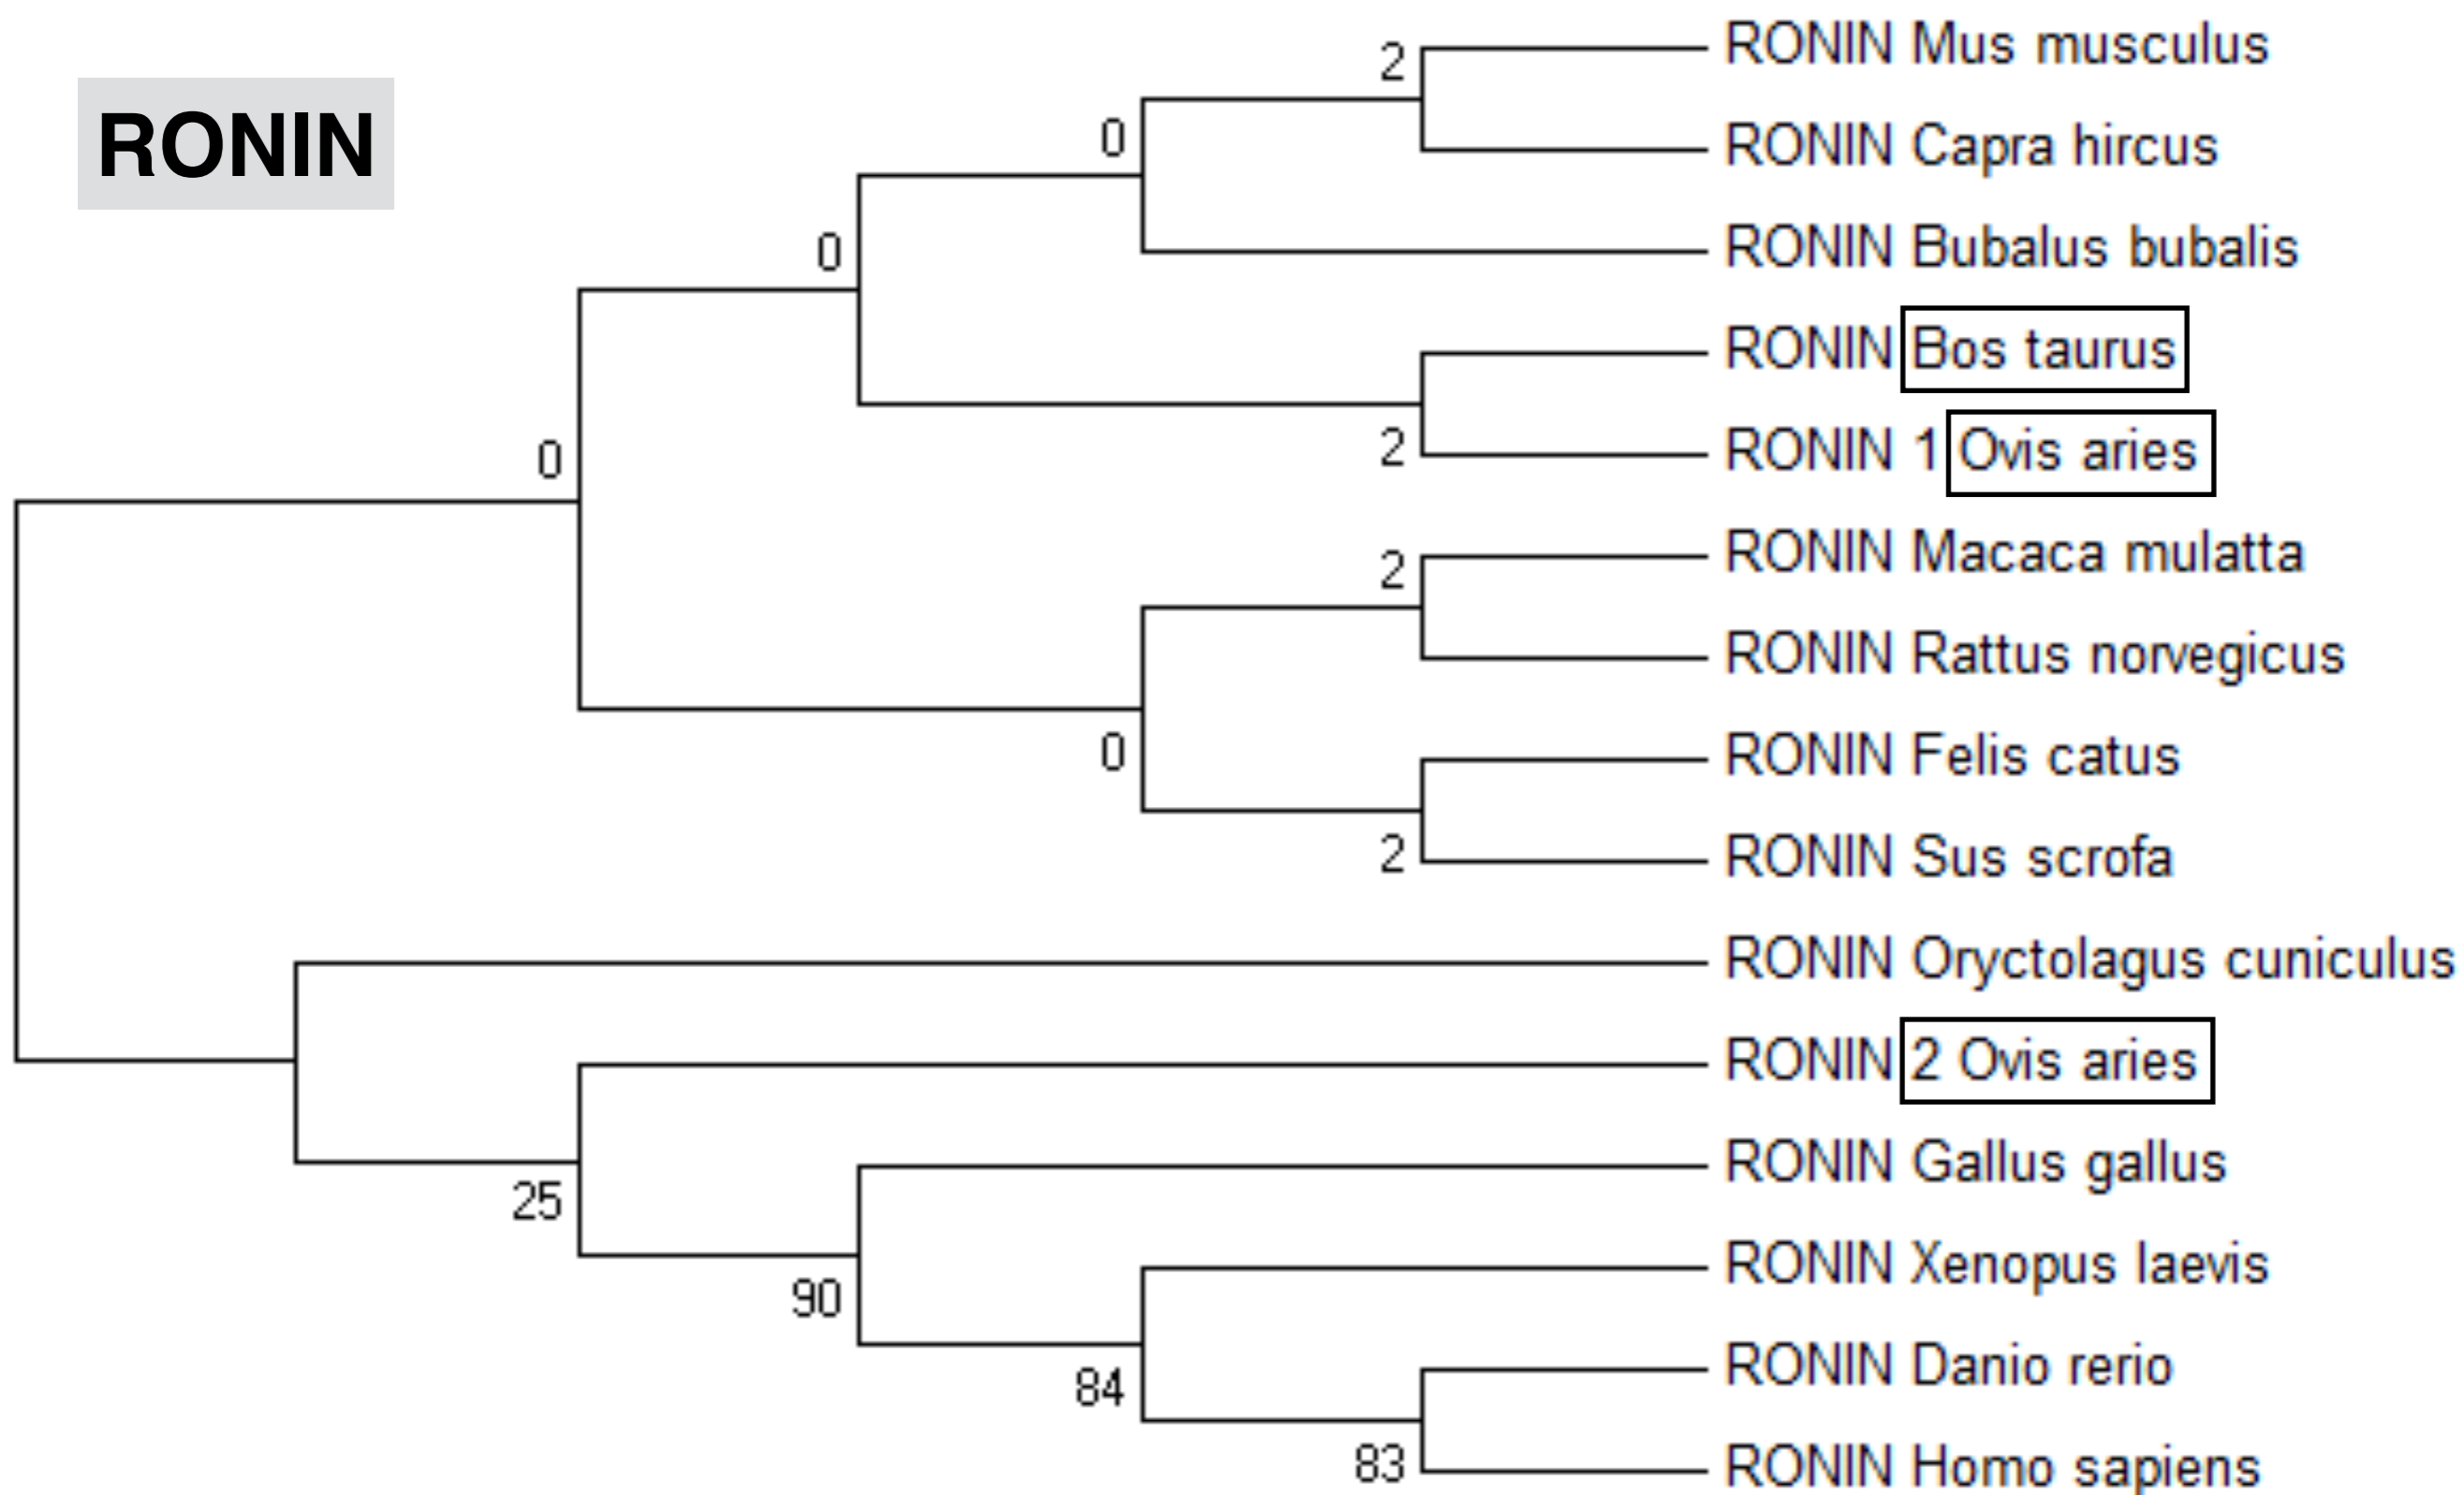 RONIN
RONIN Mus musculus
2
RONIN Capra hircus
0
RONIN Bubalus bubalis
0
RONIN Bos taurus
RONIN 1 Ovis aries
2
0
RONIN Macaca mulatta
2
RONIN Rattus norvegicus
RONIN Felis catus
0
RONIN Sus scrofa
2
RONIN Oryctolagus cuniculus
RONIN 2 Ovis aries
RONIN Gallus gallus
25
RONIN Xenopus laevis
90
RONIN Danio rerio
84
RONIN Homo sapiens
83